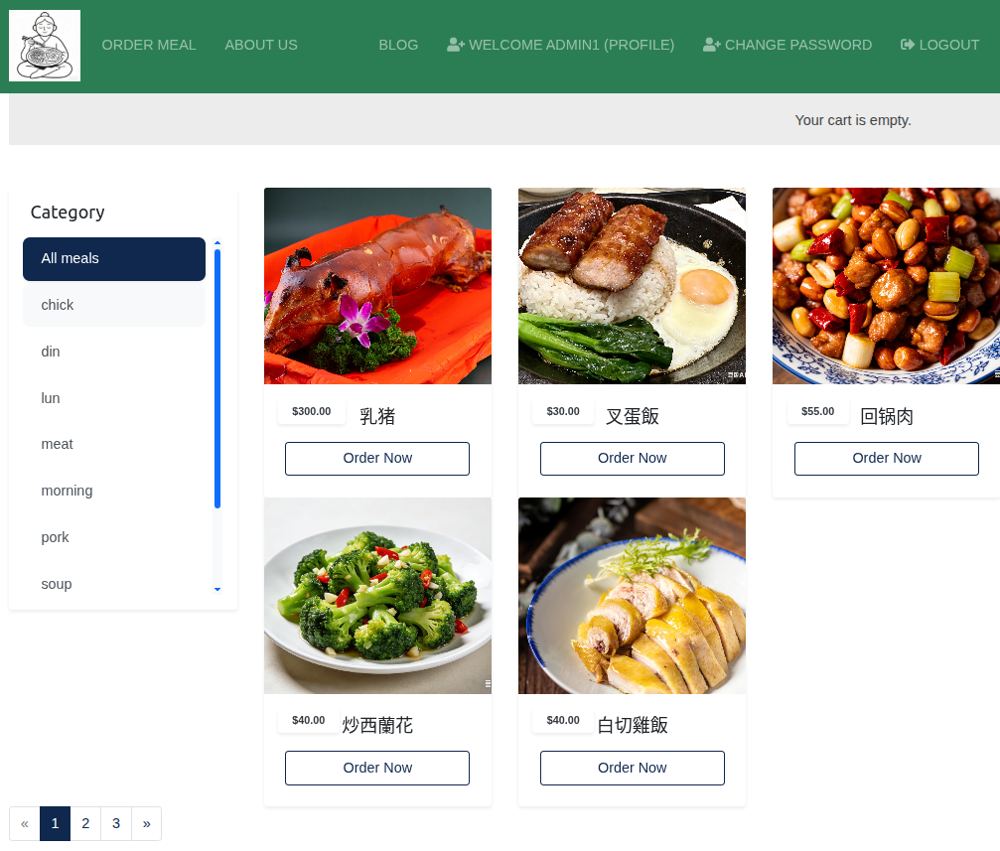 ORDER MEAL ABOUT US BLOG WELCOME ADMIN1 (PROFILE) CHANGE PASSWORD LOGOUT
Your cart is empty.
Category
All meals
chick
din
lun
meat
morning
pork
soup
$300.00 乳猪
Order Now
$30.00 叉蛋飯
Order Now
$55.00 回锅肉
Order Now
$40.00 炒西蘭花
Order Now
$40.00 白切雞飯
Order Now
« 1 2 3 »